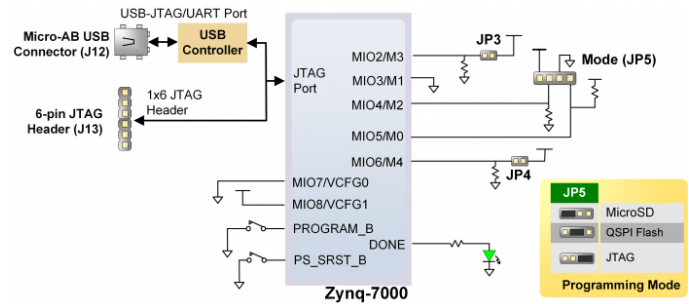 USB-JTAG/UART Port
Micro-AB USB
Connector (J12)
USB
Controller
1x6 JTAG
Header
6-pin JTAG
Header (J13)
JTAG
Port
MIO2/M3
MIO3/M1
MIO4/M2
MIO5/M0
MIO6/M4
JP3
Mode (JP5)
JP4
MIO7/VCFG0
MIO8/VCFG1
PROGRAM_B
DONE
PS_SRST_B
Zynq-7000
JP5
MicroSD
QSPI Flash
JTAG
Programming Mode